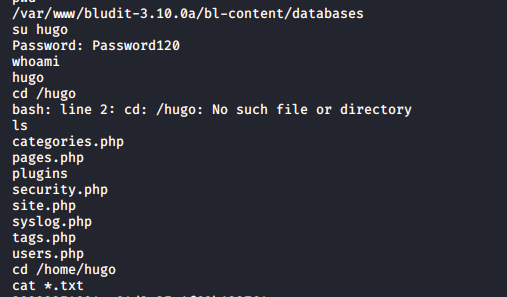 /var/www/bludit-3.10.0a/bl-content/databases
su hugo
Password: Password120
whoami
hugo
cd /hugo
bash: line 2: cd: /hugo: No such file or directory
ls
categories.php
pages.php
plugins
security.php
site.php
syslog.php
tags.php
users.php
cd /home/hugo
cat *.txt